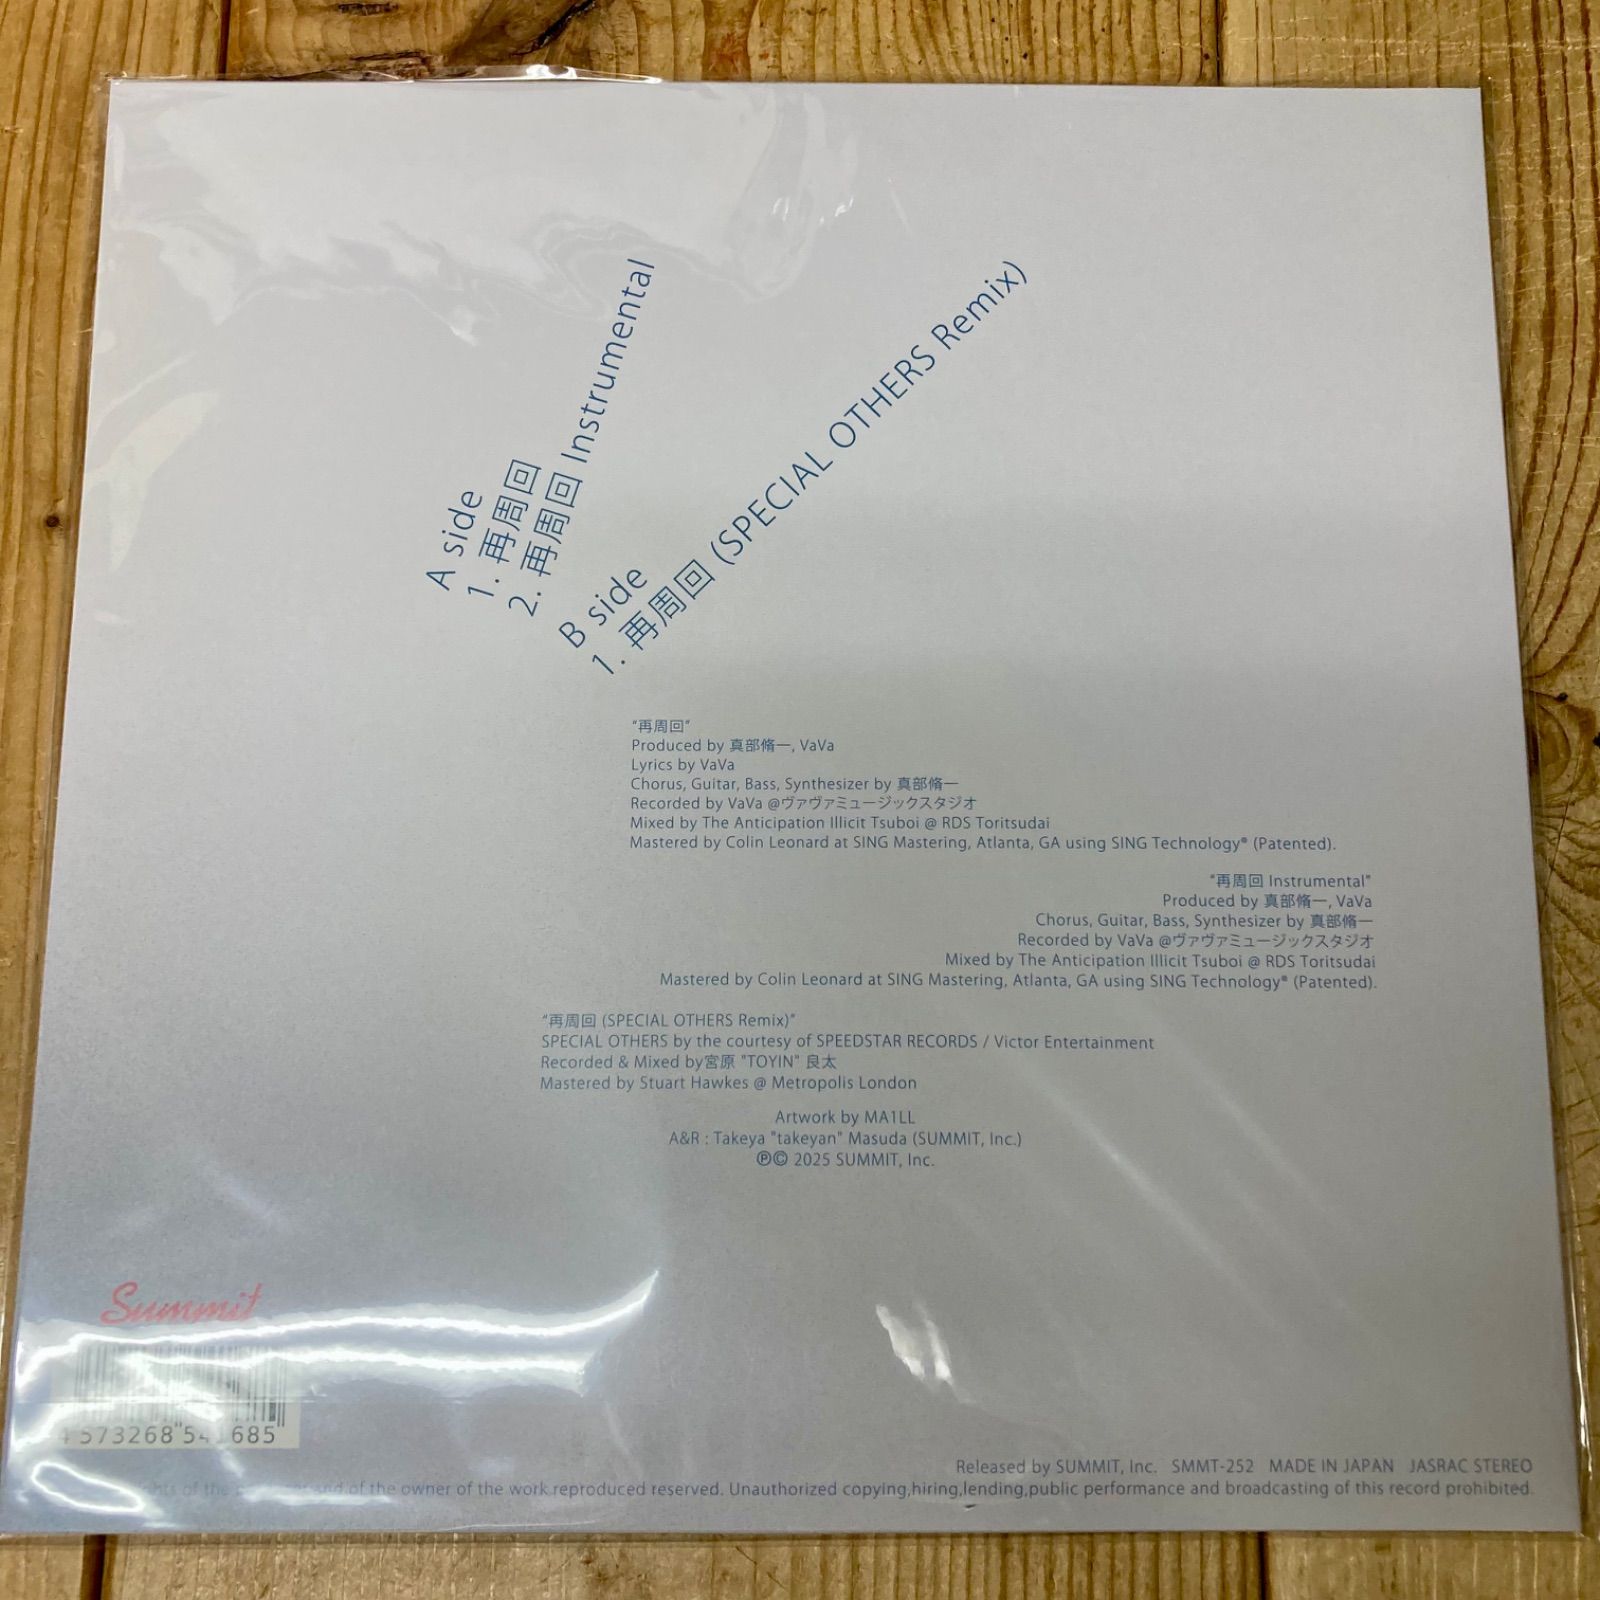 A side
1. 再周回
2. 再周回 Instrumental
B side
1. 再周回 (SPECIAL OTHERS Remix)
"再周回"
Produced by 真部脩一, VaVa
Lyrics by VaVa
Chorus, Guitar, Bass, Synthesizer by 真部脩一
Recorded by VaVa @ヴァヴァミュージックスタジオ
Mixed by The Anticipation Illicit Tsuboi @ RDS Toritsudai
Mastered by Colin Leonard at SING Mastering, Atlanta, GA using SING Technology® (Patented).
"再周回 Instrumental"
Produced by 真部脩一, VaVa
Chorus, Guitar, Bass, Synthesizer by 真部脩一
Recorded by VaVa @ヴァヴァミュージックスタジオ
Mixed by The Anticipation Illicit Tsuboi @ RDS Toritsudai
Mastered by Colin Leonard at SING Mastering, Atlanta, GA using SING Technology® (Patented).
"再周回 (SPECIAL OTHERS Remix)"
SPECIAL OTHERS by the courtesy of SPEEDSTAR RECORDS / Victor Entertainment
Recorded & Mixed by宮原 "TOYIN" 良太
Mastered by Stuart Hawkes @ Metropolis London
Artwork by MA1LL
A&R : Takeya "takeyan" Masuda (SUMMIT, Inc.)
℗© 2025 SUMMIT, Inc.
Summit
4 573268 685
Released by SUMMIT, Inc. SMMT-252 MADE IN JAPAN JASRAC STEREO
of the and of the owner of the work reproduced reserved. Unauthorized copying,hiring,lending,public performance and broadcasting of this record prohibited.